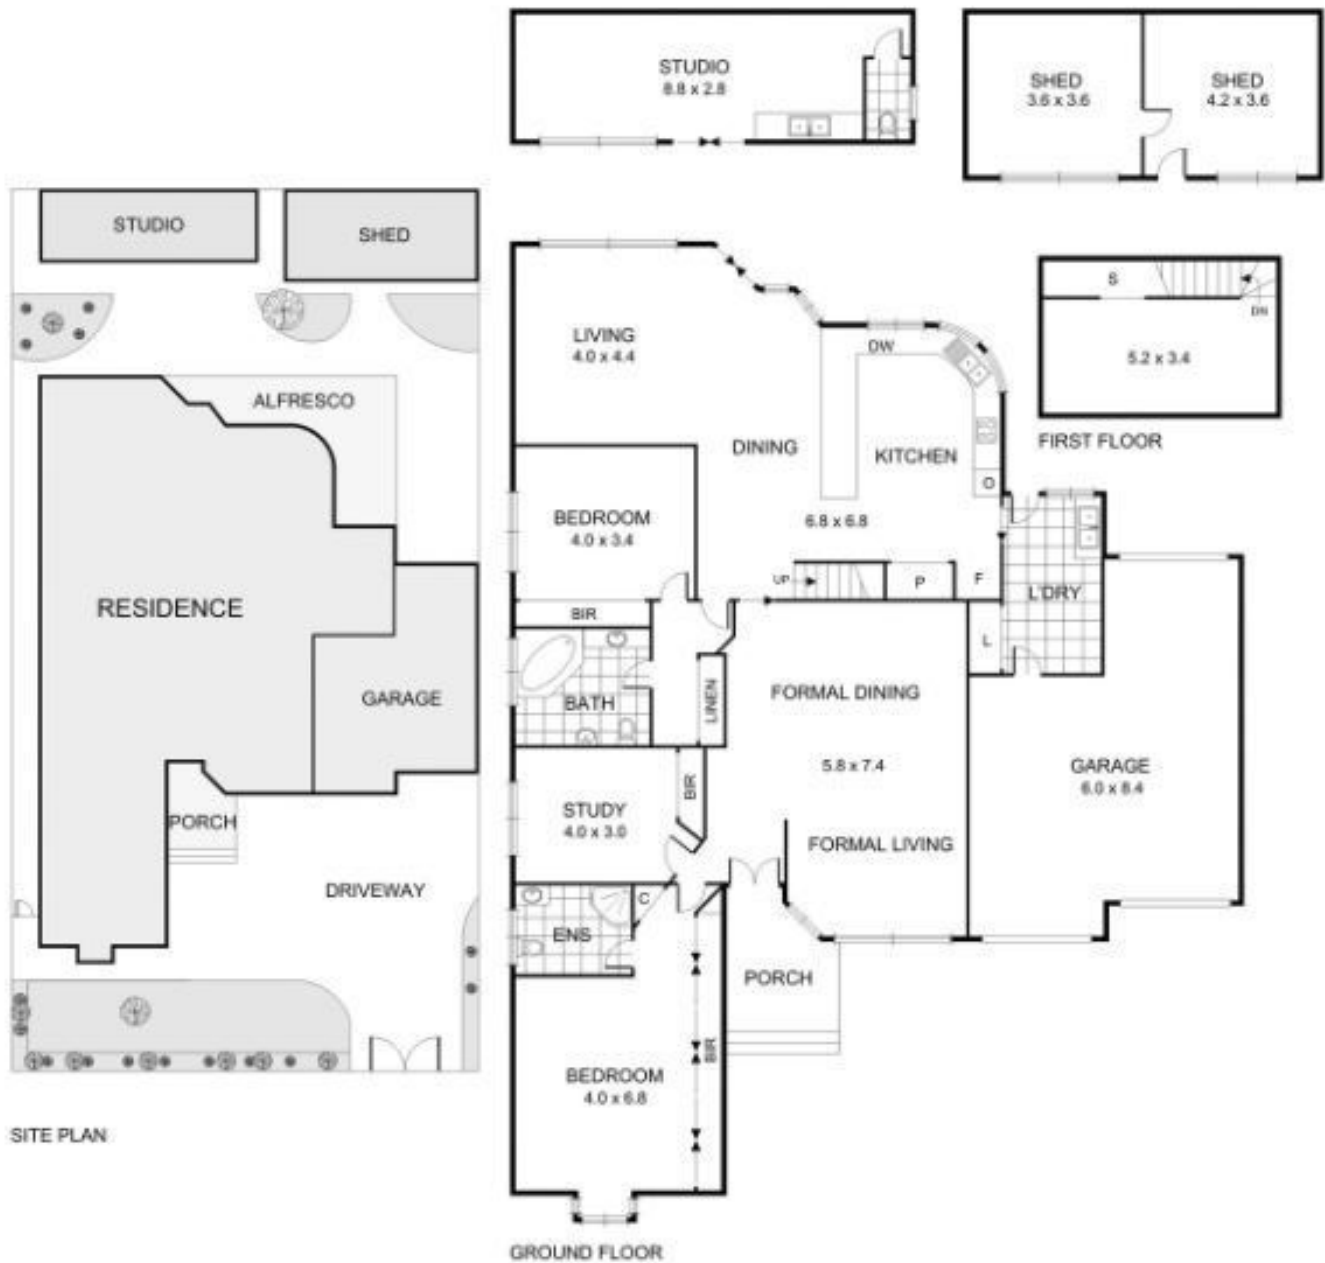 STUDIO
8.8 x 2.8
SHED
3.6 x 3.6
SHED
4.2 x 3.6
STUDIO
SHED
ALFRESCO
RESIDENCE
GARAGE
PORCH
DRIVEWAY
SITE PLAN
S
DN
5.2 x 3.4
FIRST FLOOR
LIVING
4.0 x 4.4
DW
DINING
KITCHEN
O
6.8 x 6.8
BEDROOM
4.0 x 3.4
UP
P
F
L'DRY
BIR
L
BATH
LINEN
FORMAL DINING
5.8 x 7.4
FORMAL LIVING
GARAGE
6.0 x 8.4
BIR
STUDY
4.0 x 3.0
C
ENS
PORCH
BIR
BEDROOM
4.0 x 6.8
GROUND FLOOR